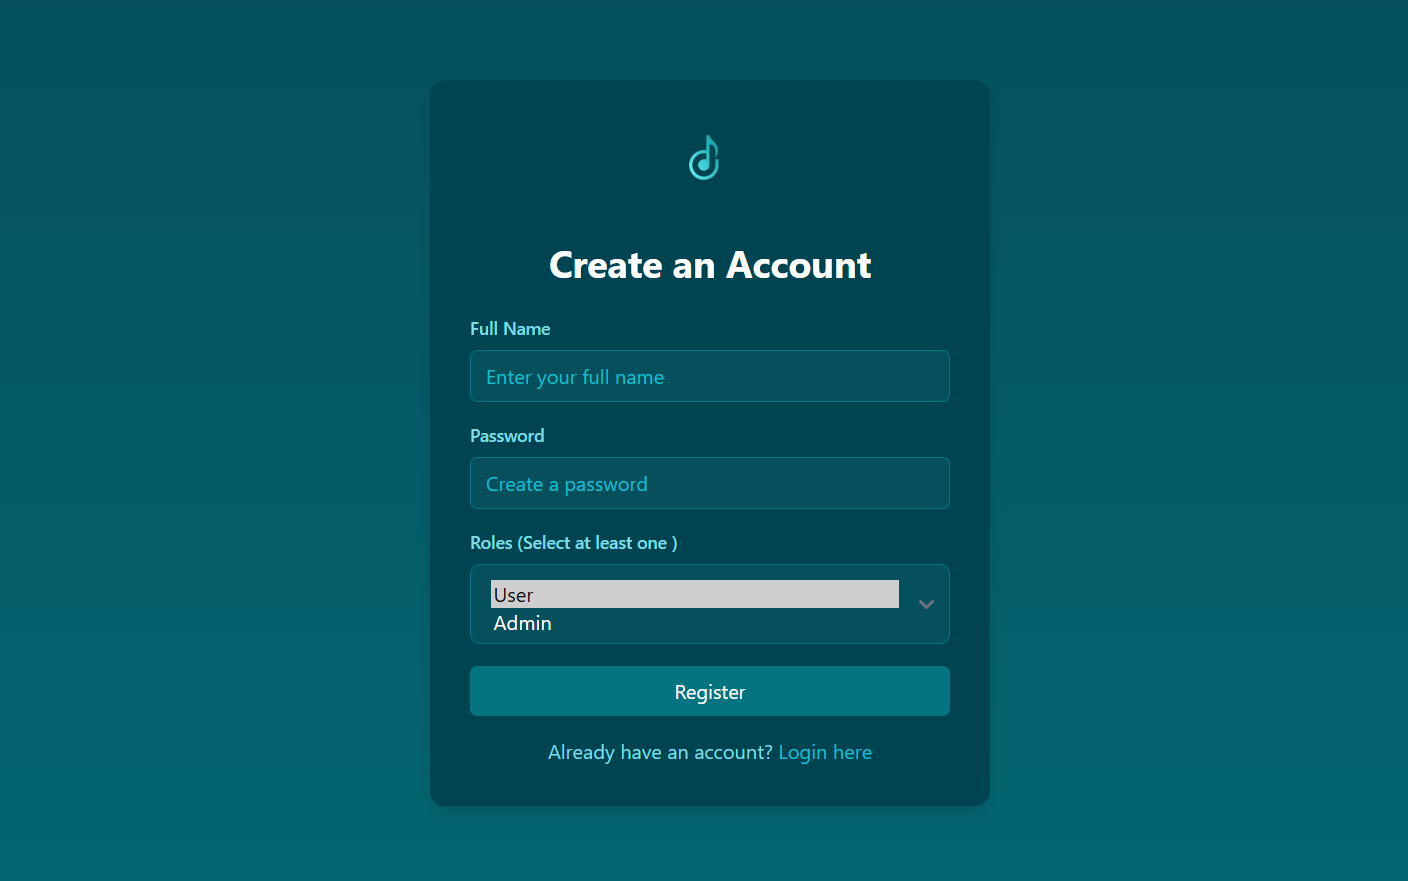 Create an Account
Full Name
Enter your full name
Password
Create a password
Roles (Select at least one )
User
Admin
Register
Already have an account? Login here